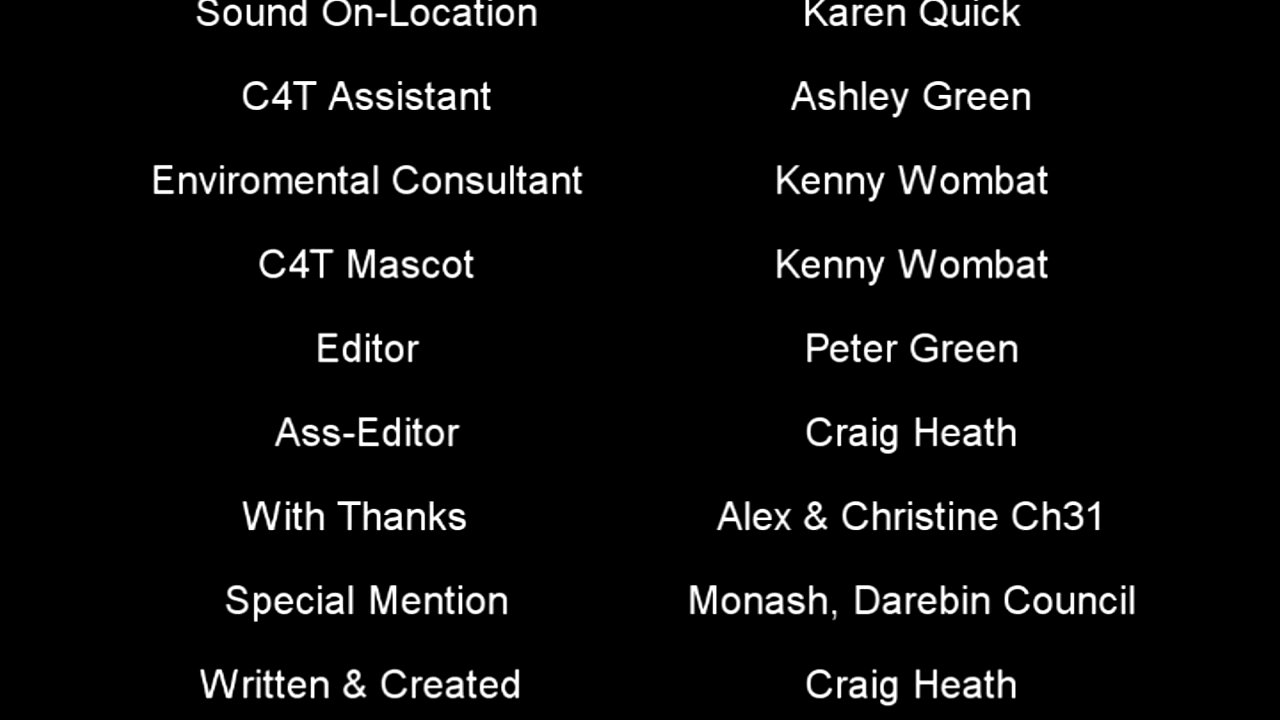 Sound On-Location Karen Quick
C4T Assistant Ashley Green
Enviromental Consultant Kenny Wombat
C4T Mascot Kenny Wombat
Editor Peter Green
Ass-Editor Craig Heath
With Thanks Alex & Christine Ch31
Special Mention Monash, Darebin Council
Written & Created Craig Heath